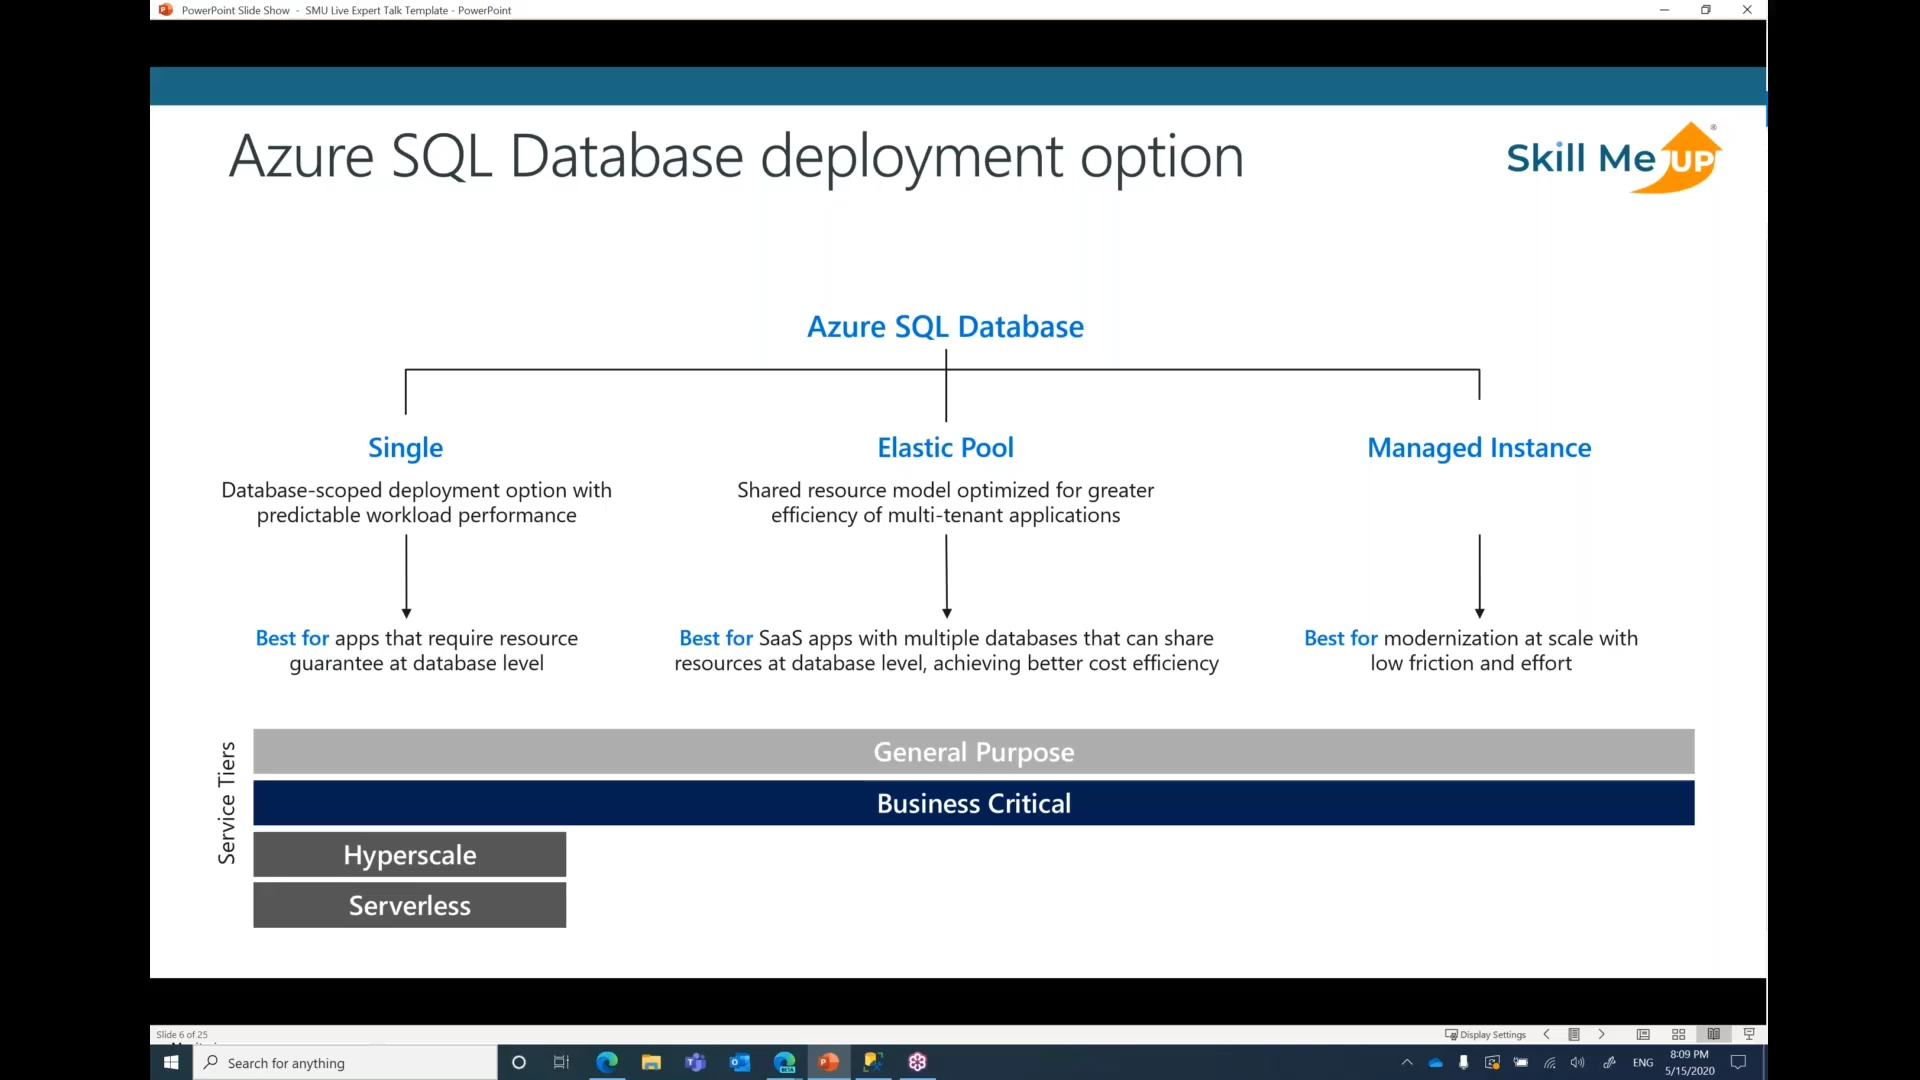 PowerPoint Slide Show - SMU Live Expert Talk Template - PowerPoint
Azure SQL Database deployment option
Skill Me UP®
Azure SQL Database
Single
Database-scoped deployment option with
predictable workload performance
Best for apps that require resource
guarantee at database level
Elastic Pool
Shared resource model optimized for greater
efficiency of multi-tenant applications
Best for SaaS apps with multiple databases that can share
resources at database level, achieving better cost efficiency
Managed Instance
Best for modernization at scale with
low friction and effort
Service Tiers
General Purpose
Business Critical
Hyperscale
Serverless
Slide 6 of 25
Display Settings
Search for anything
BETA
ENG
8:09 PM
5/15/2020